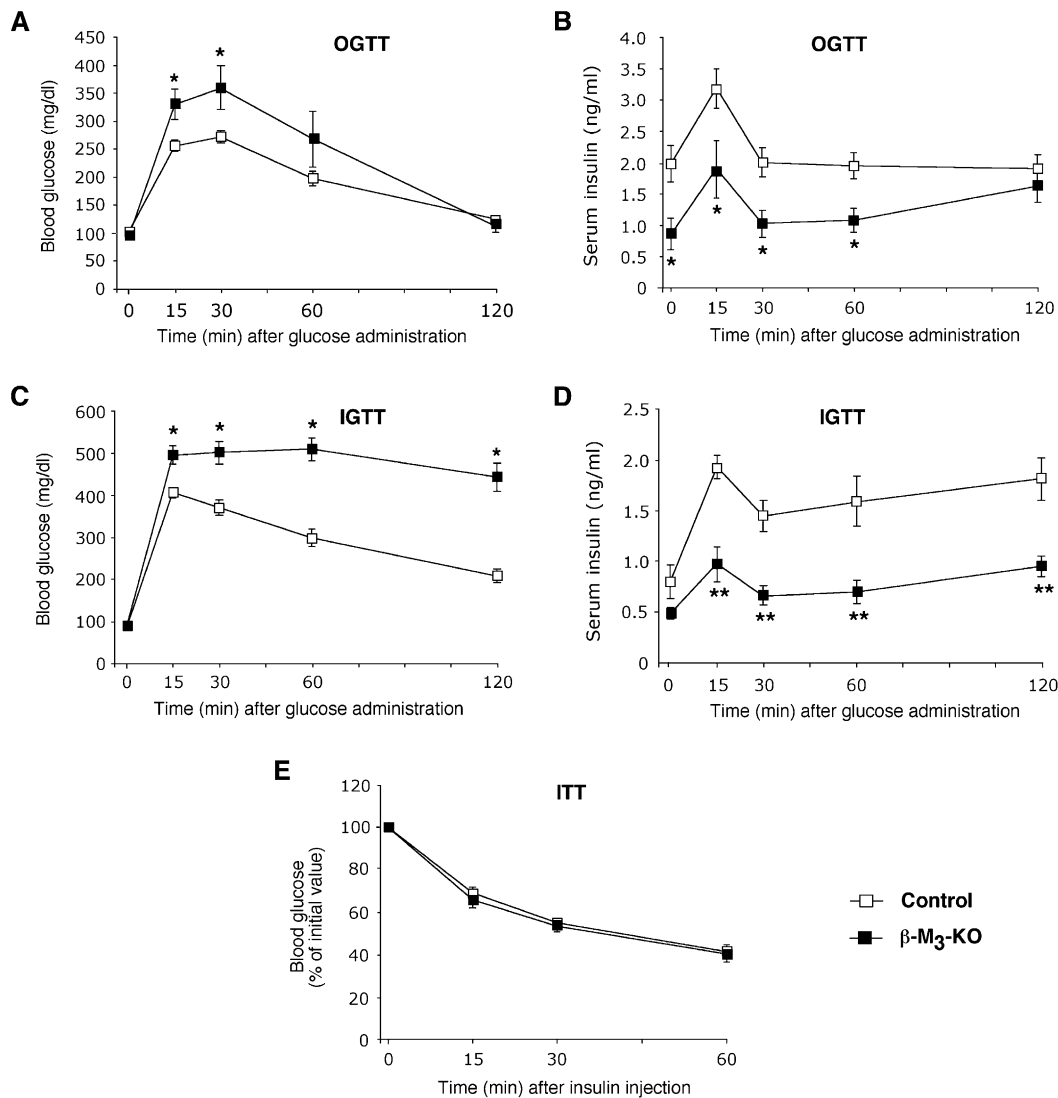 A
OGTT
Blood glucose (mg/dl)
450
400
350
300
250
200
150
100
50
0
*
*
0 15 30 60 120
Time (min) after glucose administration
B
OGTT
Serum insulin (ng/ml)
4.0
3.5
3.0
2.5
2.0
1.5
1.0
0.5
0
*
*
*
*
0 15 30 60 120
Time (min) after glucose administration
C
IGTT
Blood glucose (mg/dl)
600
500
400
300
200
100
0
*
*
*
*
0 15 30 60 120
Time (min) after glucose administration
D
IGTT
Serum insulin (ng/ml)
2.5
2.0
1.5
1.0
0.5
0
**
**
**
**
0 15 30 60 120
Time (min) after glucose administration
E
ITT
Blood glucose
(% of initial value)
120
100
80
60
40
20
0
0 15 30 60
Time (min) after insulin injection
Control
β-M3-KO